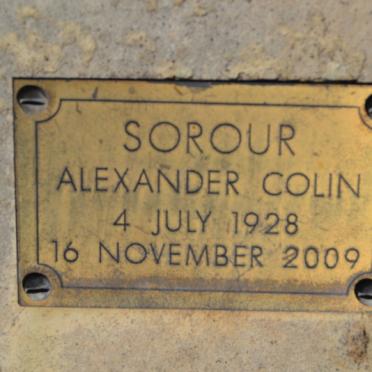 SOROUR
ALEXANDER COLIN
4 JULY 1928
16 NOVEMBER 2009